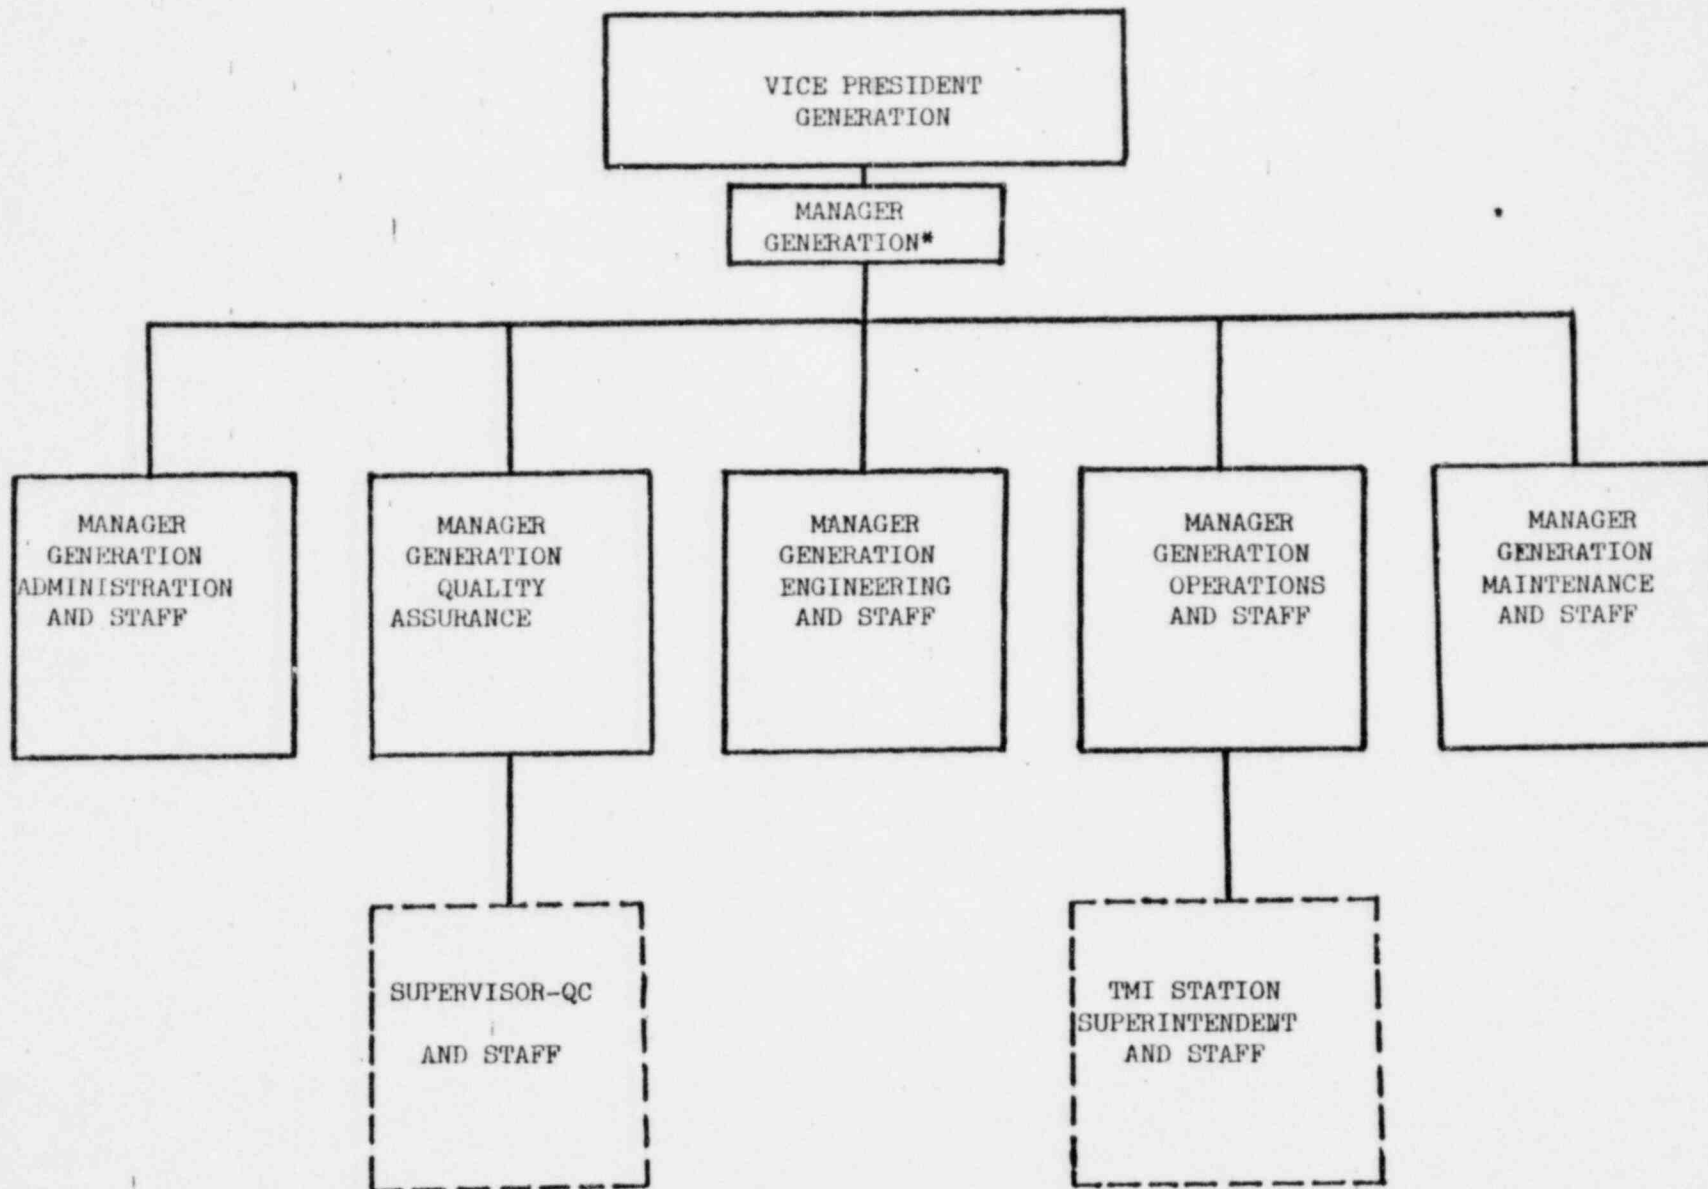 VICE PRESIDENT
GENERATION
MANAGER
GENERATION*
MANAGER
GENERATION
ADMINISTRATION
AND STAFF
MANAGER
GENERATION
QUALITY
ASSURANCE
MANAGER
GENERATION
ENGINEERING
AND STAFF
MANAGER
GENERATION
OPERATIONS
AND STAFF
MANAGER
GENERATION
MAINTENANCE
AND STAFF
SUPERVISOR-QC
AND STAFF
TMI STATION
SUPERINTENDENT
AND STAFF